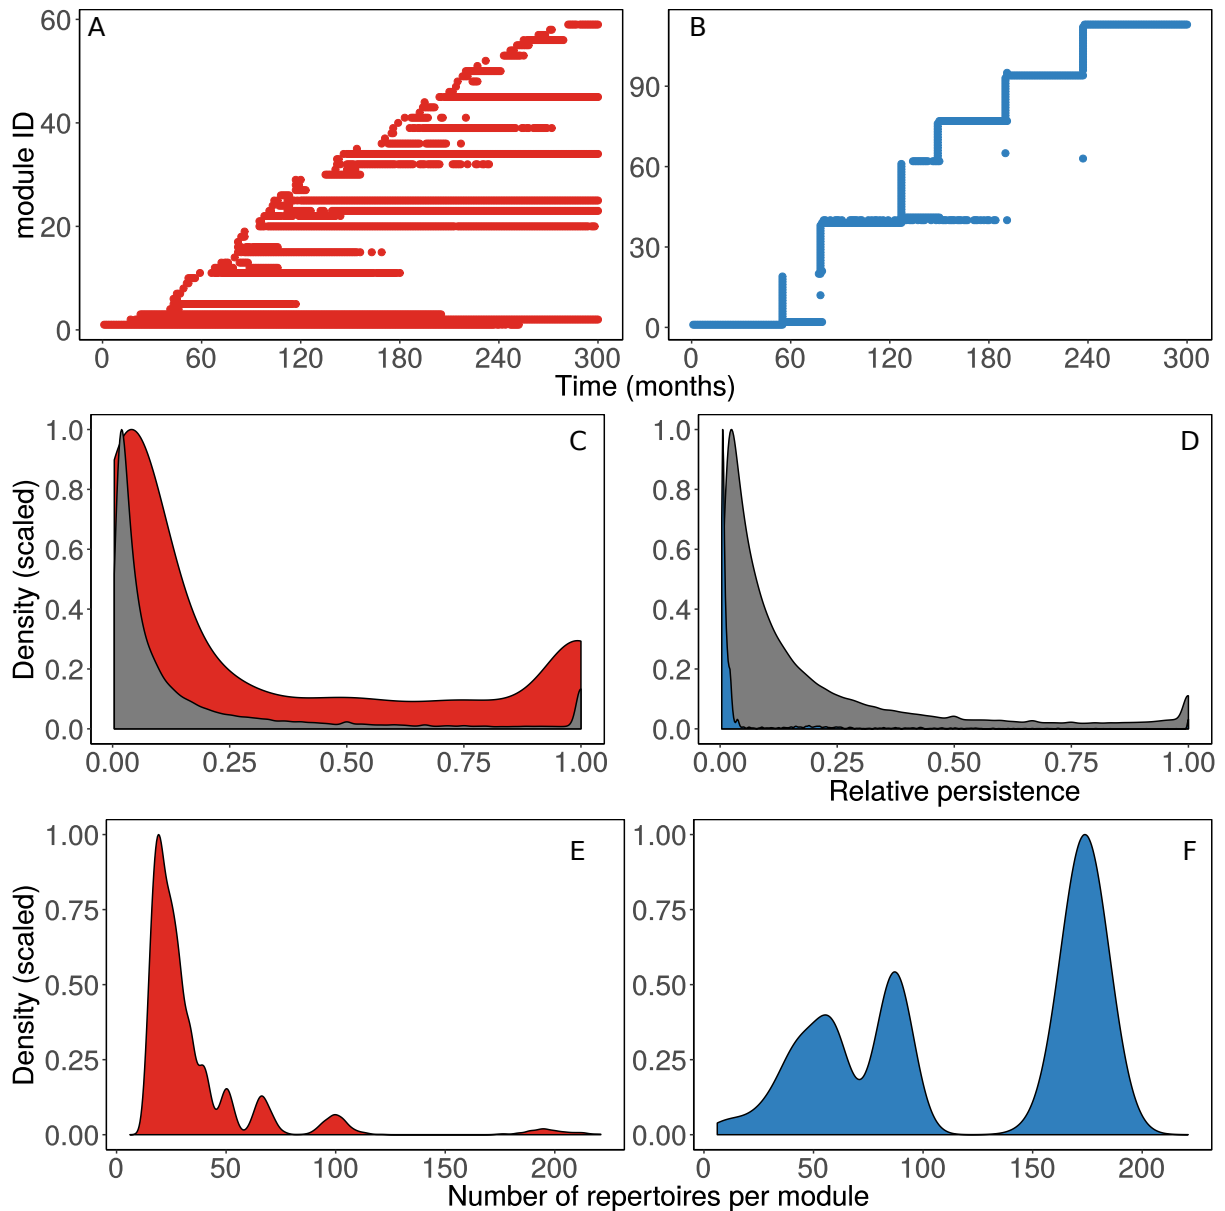 A
B
module ID
60
40
20
0
90
60
30
0
0 60 120 180 240 300
0 60 120 180 240 300
Time (months)
C
D
Density (scaled)
1.0
0.8
0.6
0.4
0.2
0.0
1.0
0.8
0.6
0.4
0.2
0.0
0.00 0.25 0.50 0.75 1.00
0.00 0.25 0.50 0.75 1.00
Relative persistence
E
F
Density (scaled)
1.00
0.75
0.50
0.25
0.00
1.00
0.75
0.50
0.25
0.00
0 50 100 150 200
0 50 100 150 200
Number of repertoires per module